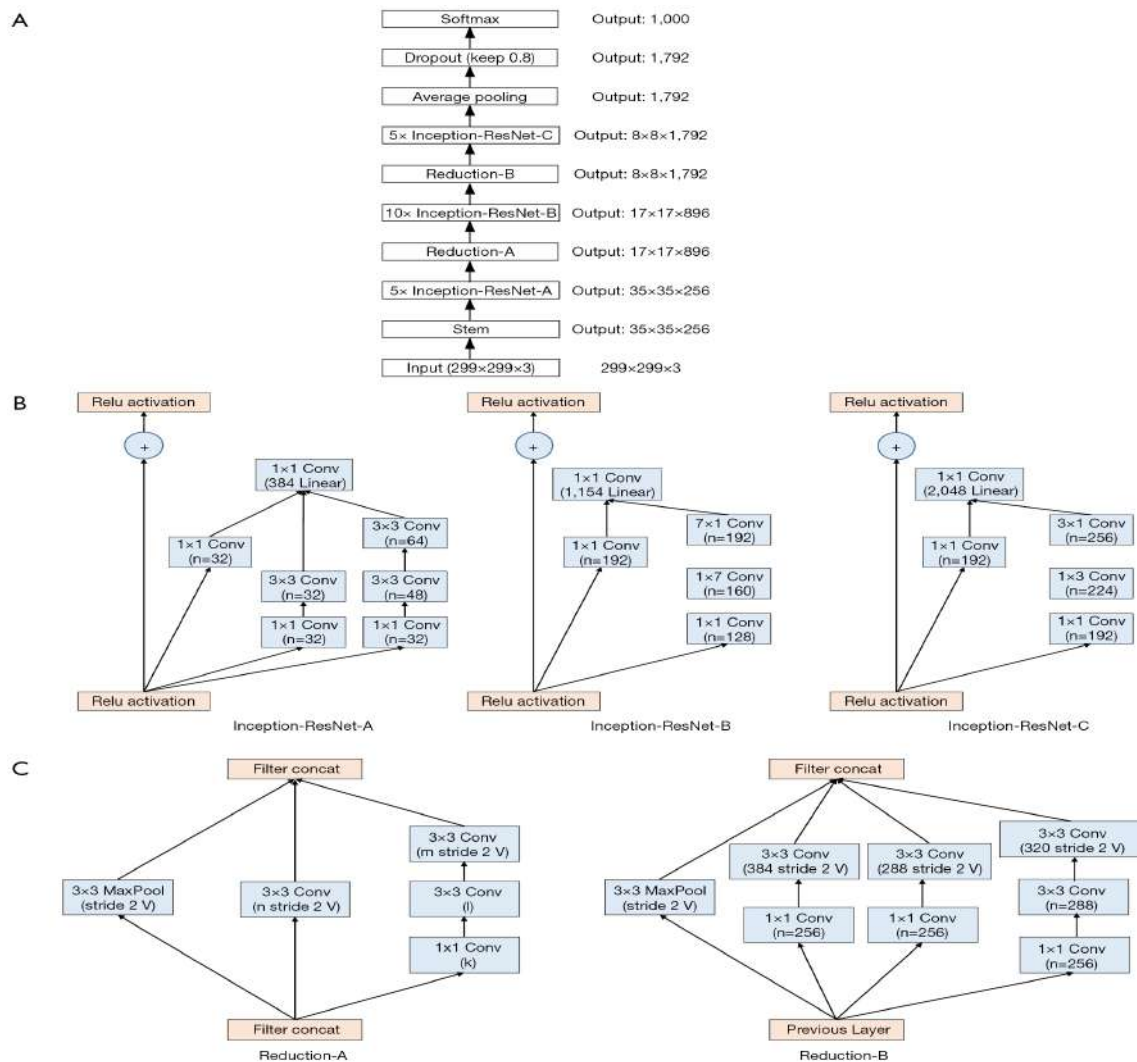 A
Softmax Output: 1,000
Dropout (keep 0.8) Output: 1,792
Average pooling Output: 1,792
5× Inception-ResNet-C Output: 8×8×1,792
Reduction-B Output: 8×8×1,792
10× Inception-ResNet-B Output: 17×17×896
Reduction-A Output: 17×17×896
5× Inception-ResNet-A Output: 35×35×256
Stem Output: 35×35×256
Input (299×299×3) 299×299×3
B
Relu activation
+
1×1 Conv
(384 Linear)
1×1 Conv
(n=32)
3×3 Conv
(n=32)
1×1 Conv
(n=32)
3×3 Conv
(n=64)
3×3 Conv
(n=48)
1×1 Conv
(n=32)
Relu activation
Inception-ResNet-A
Relu activation
+
1×1 Conv
(1,154 Linear)
1×1 Conv
(n=192)
7×1 Conv
(n=192)
1×7 Conv
(n=160)
1×1 Conv
(n=128)
Relu activation
Inception-ResNet-B
Relu activation
+
1×1 Conv
(2,048 Linear)
1×1 Conv
(n=192)
3×1 Conv
(n=256)
1×3 Conv
(n=224)
1×1 Conv
(n=192)
Relu activation
Inception-ResNet-C
C
Filter concat
3×3 MaxPool
(stride 2 V)
3×3 Conv
(n stride 2 V)
3×3 Conv
(m stride 2 V)
3×3 Conv
(l)
1x1 Conv
(k)
Filter concat
Reduction-A
Filter concat
3×3 MaxPool
(stride 2 V)
3×3 Conv
(384 stride 2 V)
1×1 Conv
(n=256)
3×3 Conv
(288 stride 2 V)
1×1 Conv
(n=256)
3×3 Conv
(320 stride 2 V)
3×3 Conv
(n=288)
1×1 Conv
(n=256)
Previous Layer
Reduction-B